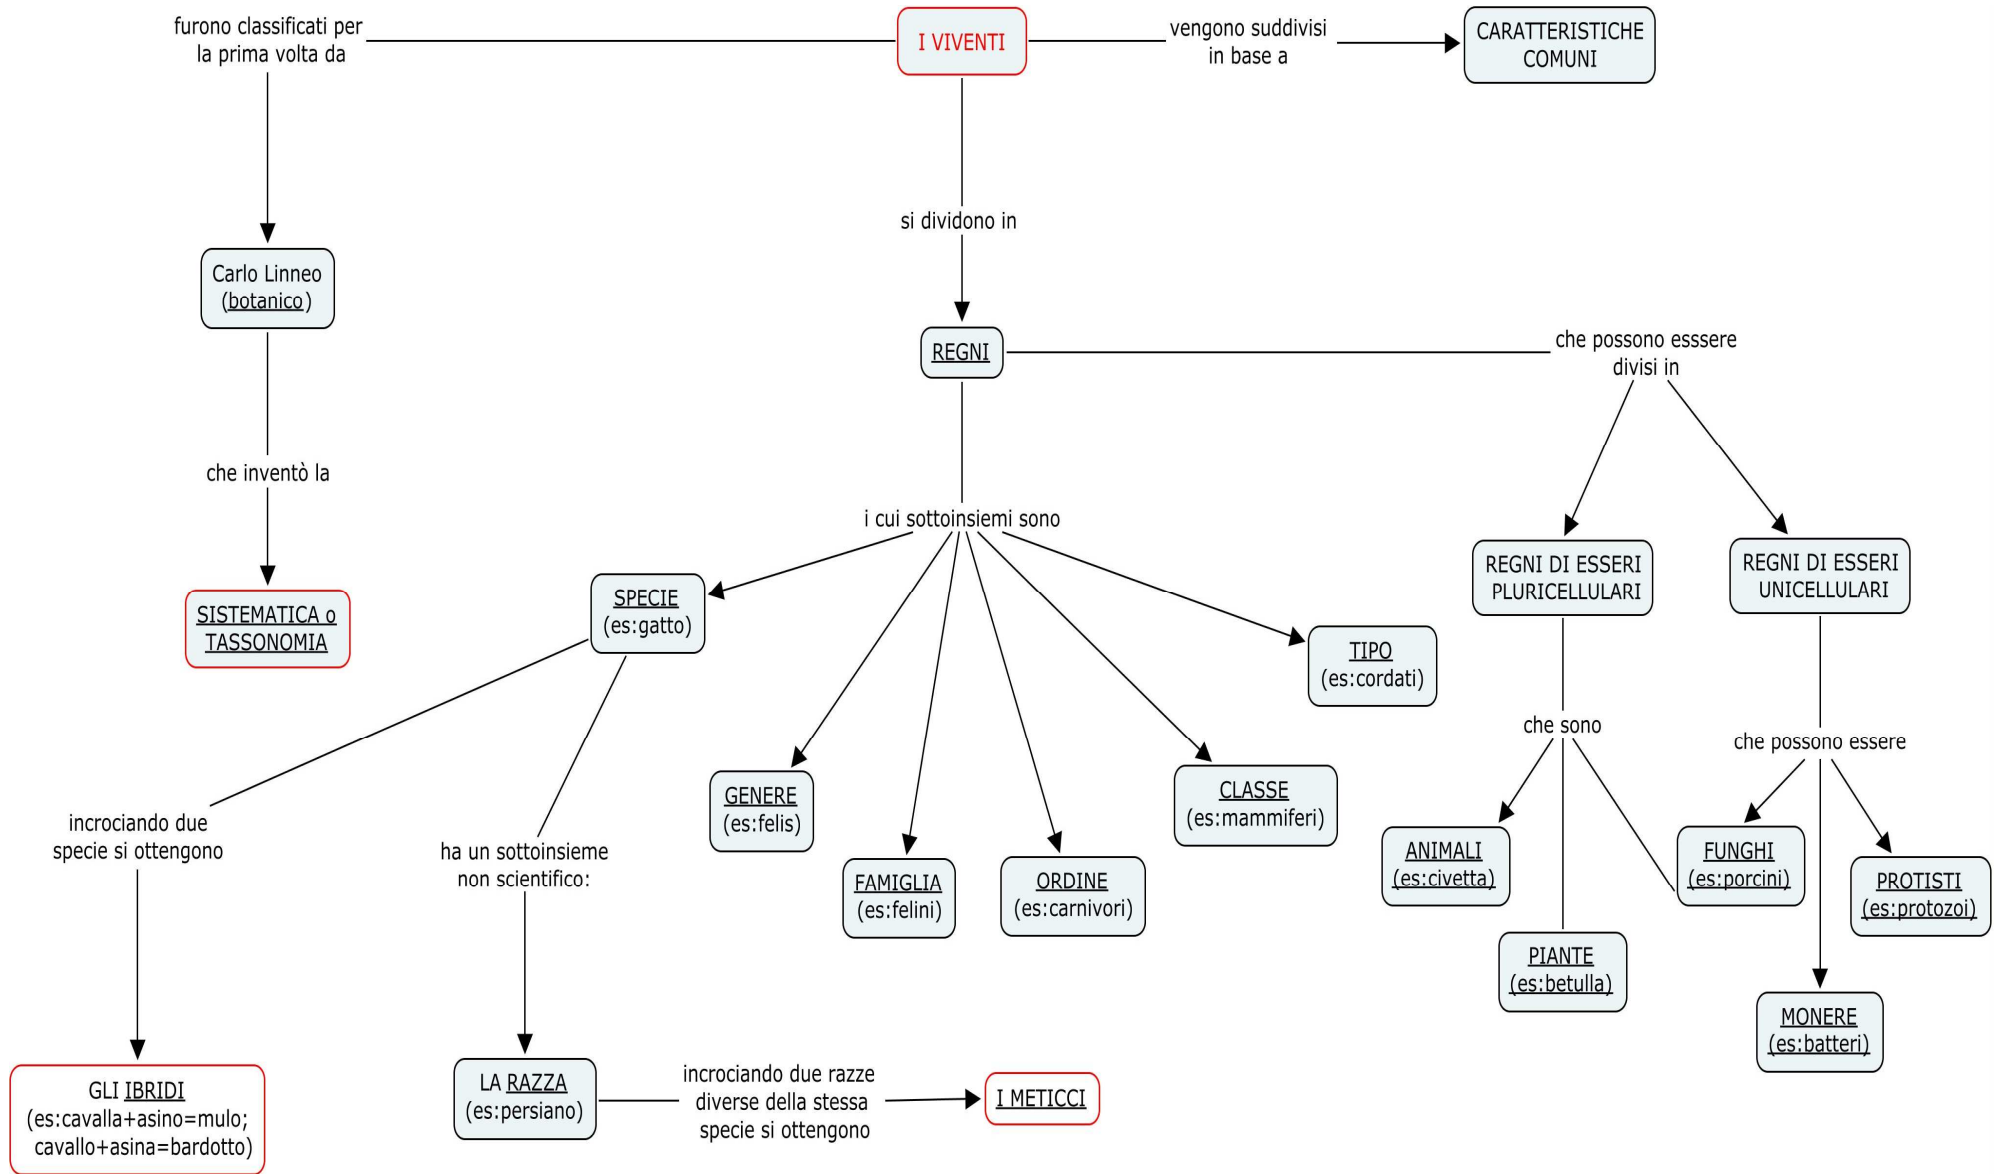 furono classificati per
la prima volta da
I VIVENTI
vengono suddivisi
in base a
CARATTERISTICHE
COMUNI
si dividono in
Carlo Linneo
(botanico)
REGNI
che possono esssere
divisi in
che inventò la
i cui sottoinsiemi sono
SISTEMATICA o
TASSONOMIA
SPECIE
(es:gatto)
TIPO
(es:cordati)
REGNI DI ESSERI
PLURICELLULARI
REGNI DI ESSERI
UNICELLULARI
che sono
che possono essere
GENERE
(es:felis)
FAMIGLIA
(es:felini)
ORDINE
(es:carnivori)
CLASSE
(es:mammiferi)
ANIMALI
(es:civetta)
PIANTE
(es:betulla)
FUNGHI
(es:porcini)
PROTISTI
(es:protozoi)
MONERE
(es:batteri)
incrociando due
specie si ottengono
ha un sottoinsieme
non scientifico:
GLI IBRIDI
(es:cavalla+asino=mulo;
cavallo+asina=bardotto)
LA RAZZA
(es:persiano)
incrociando due razze
diverse della stessa
specie si ottengono
I METICCI